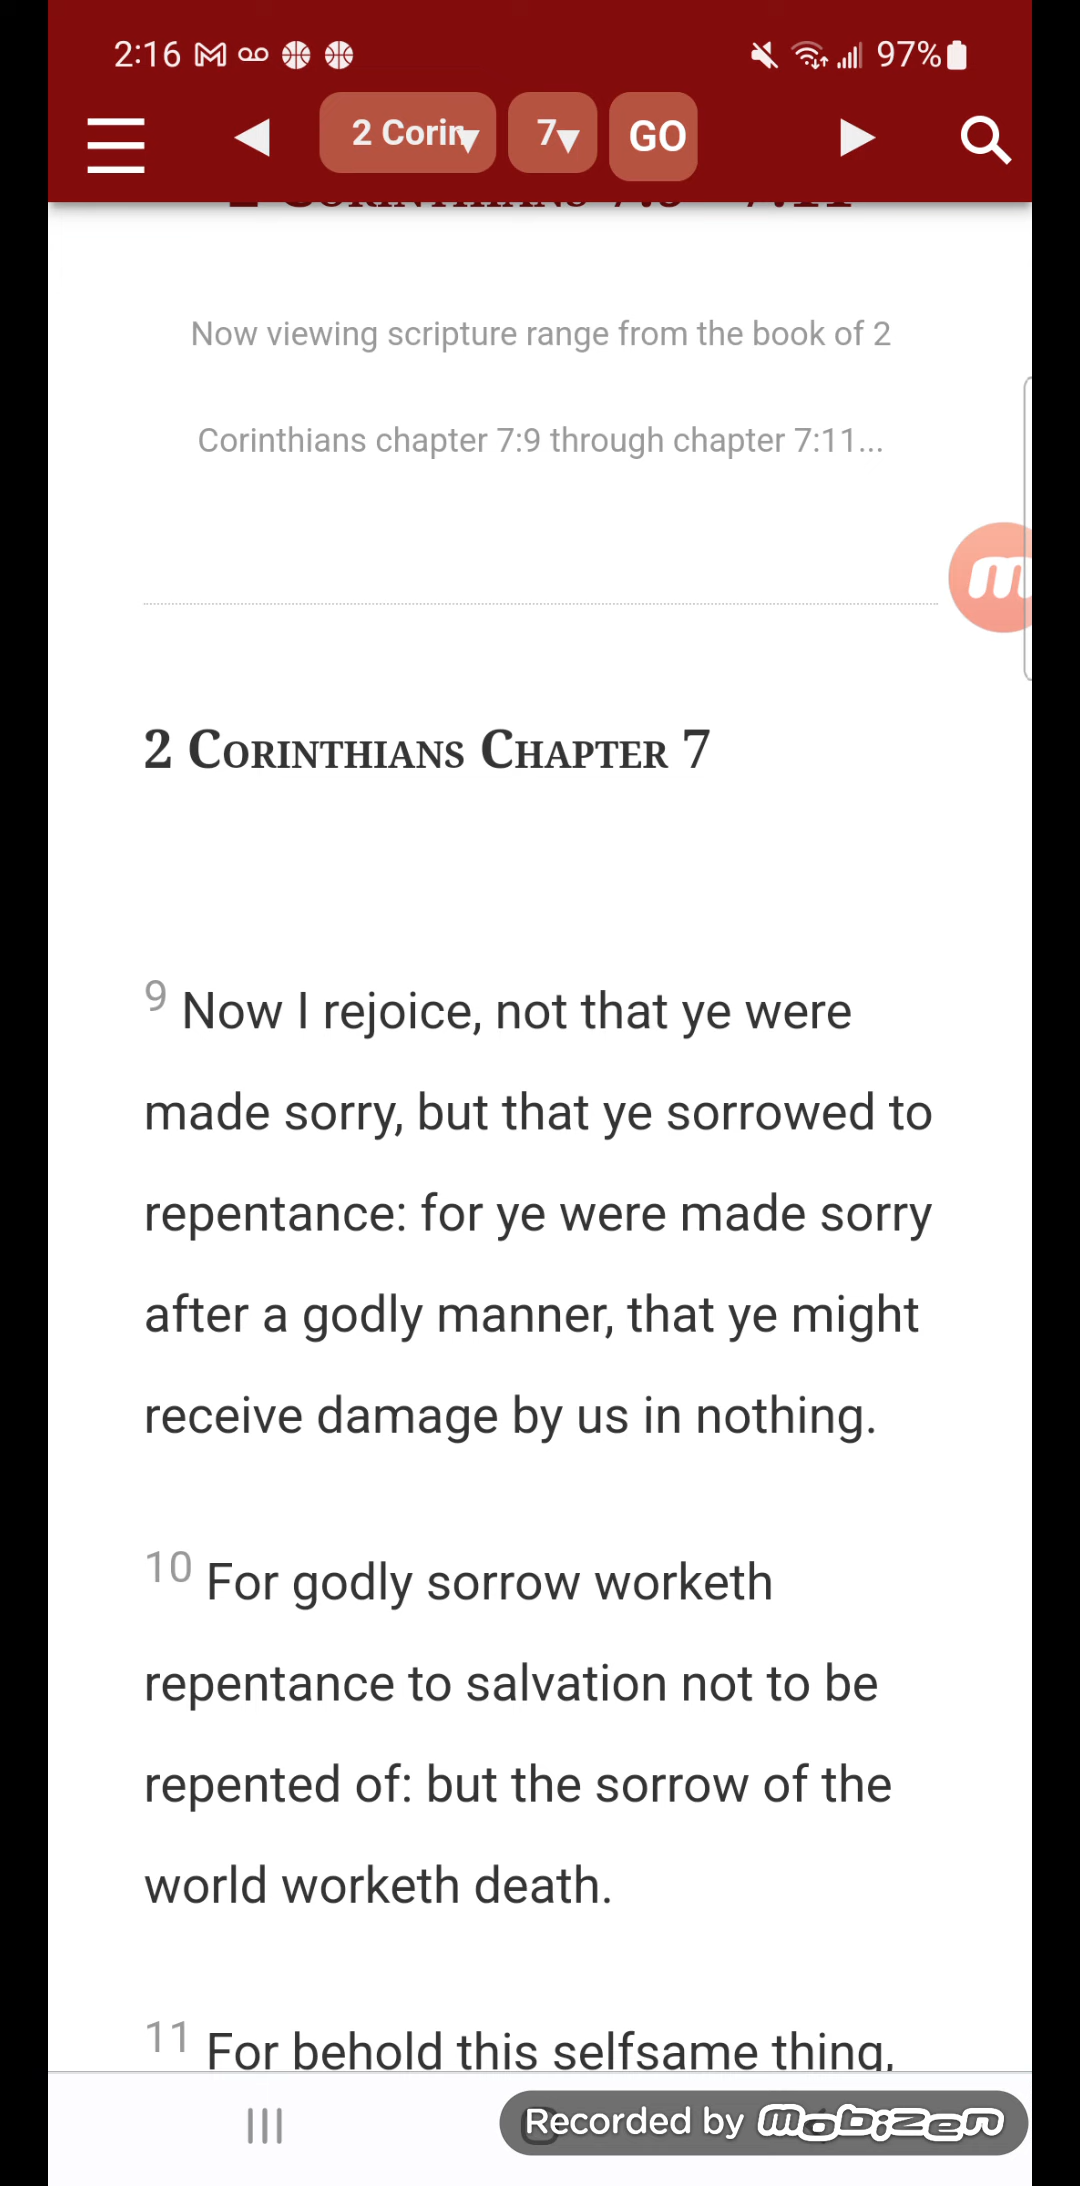 2:16
97%
2 Corin
7
GO
Now viewing scripture range from the book of 2
Corinthians chapter 7:9 through chapter 7:11...
2 Corinthians Chapter 7
9 Now I rejoice, not that ye were
made sorry, but that ye sorrowed to
repentance: for ye were made sorry
after a godly manner, that ye might
receive damage by us in nothing.
10 For godly sorrow worketh
repentance to salvation not to be
repented of: but the sorrow of the
world worketh death.
11 For behold this selfsame thing,
Recorded by mobizen